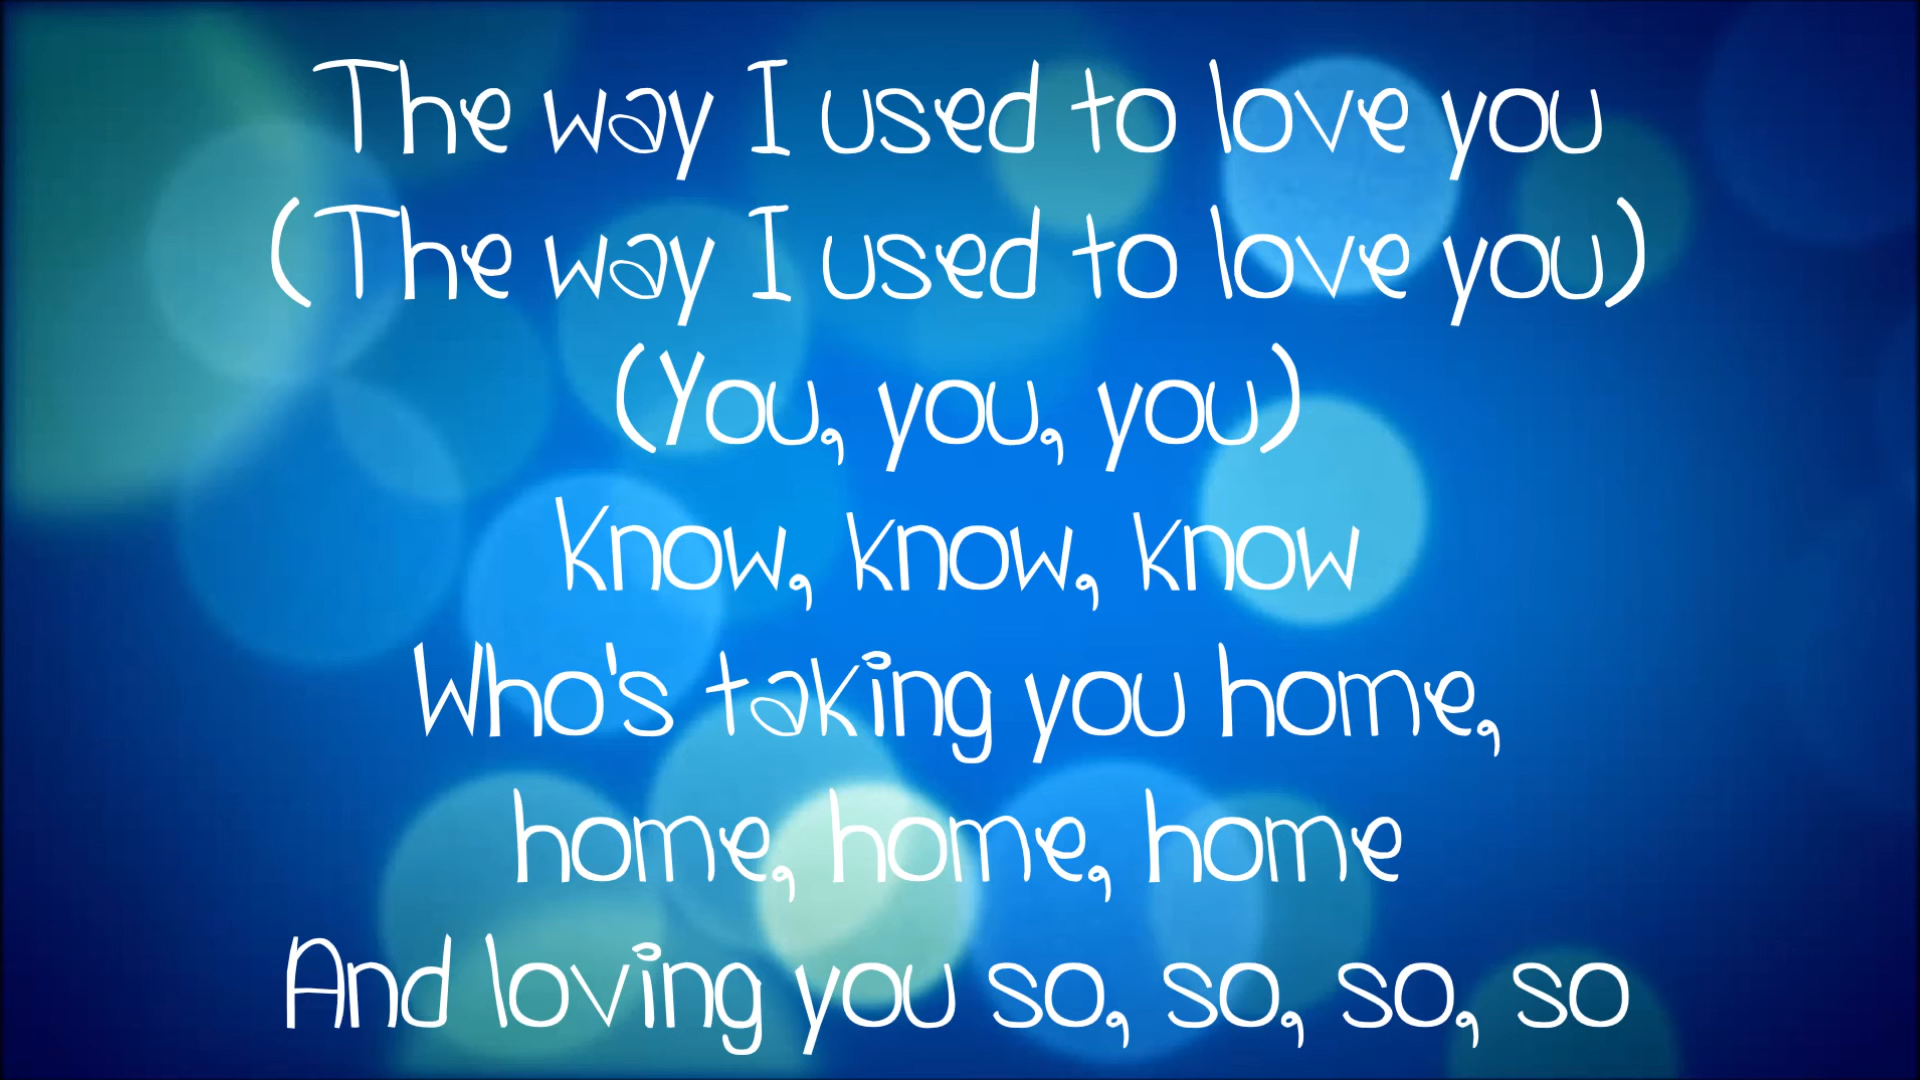 The way I used to love you
(The way I used to love you)
(You, you, you)
Know, know, know
Who's taking you home,
home, home, home
And loving you so, so, so, so